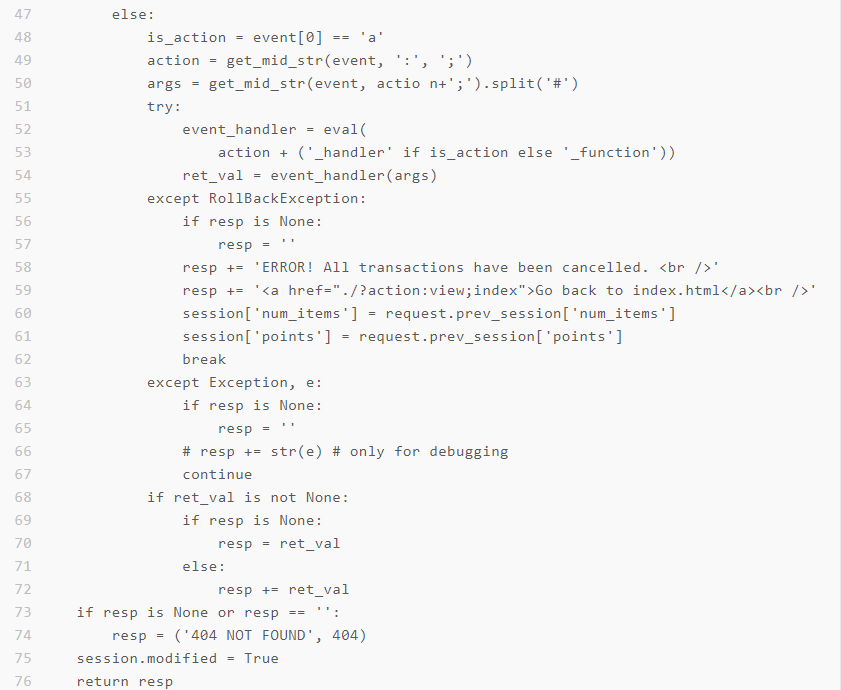 47         else:
48             is_action = event[0] == 'a'
49             action = get_mid_str(event, ':', ';')
50             args = get_mid_str(event, actio n+';').split('#')
51             try:
52                 event_handler = eval(
53                     action + ('_handler' if is_action else '_function'))
54                 ret_val = event_handler(args)
55             except RollBackException:
56                 if resp is None:
57                     resp = ''
58                 resp += 'ERROR! All transactions have been cancelled. <br />'
59                 resp += '<a href="./?action:view;index">Go back to index.html</a><br />'
60                 session['num_items'] = request.prev_session['num_items']
61                 session['points'] = request.prev_session['points']
62                 break
63             except Exception, e:
64                 if resp is None:
65                     resp = ''
66                 # resp += str(e) # only for debugging
67                 continue
68             if ret_val is not None:
69                 if resp is None:
70                     resp = ret_val
71                 else:
72                     resp += ret_val
73     if resp is None or resp == '':
74         resp = ('404 NOT FOUND', 404)
75     session.modified = True
76     return resp